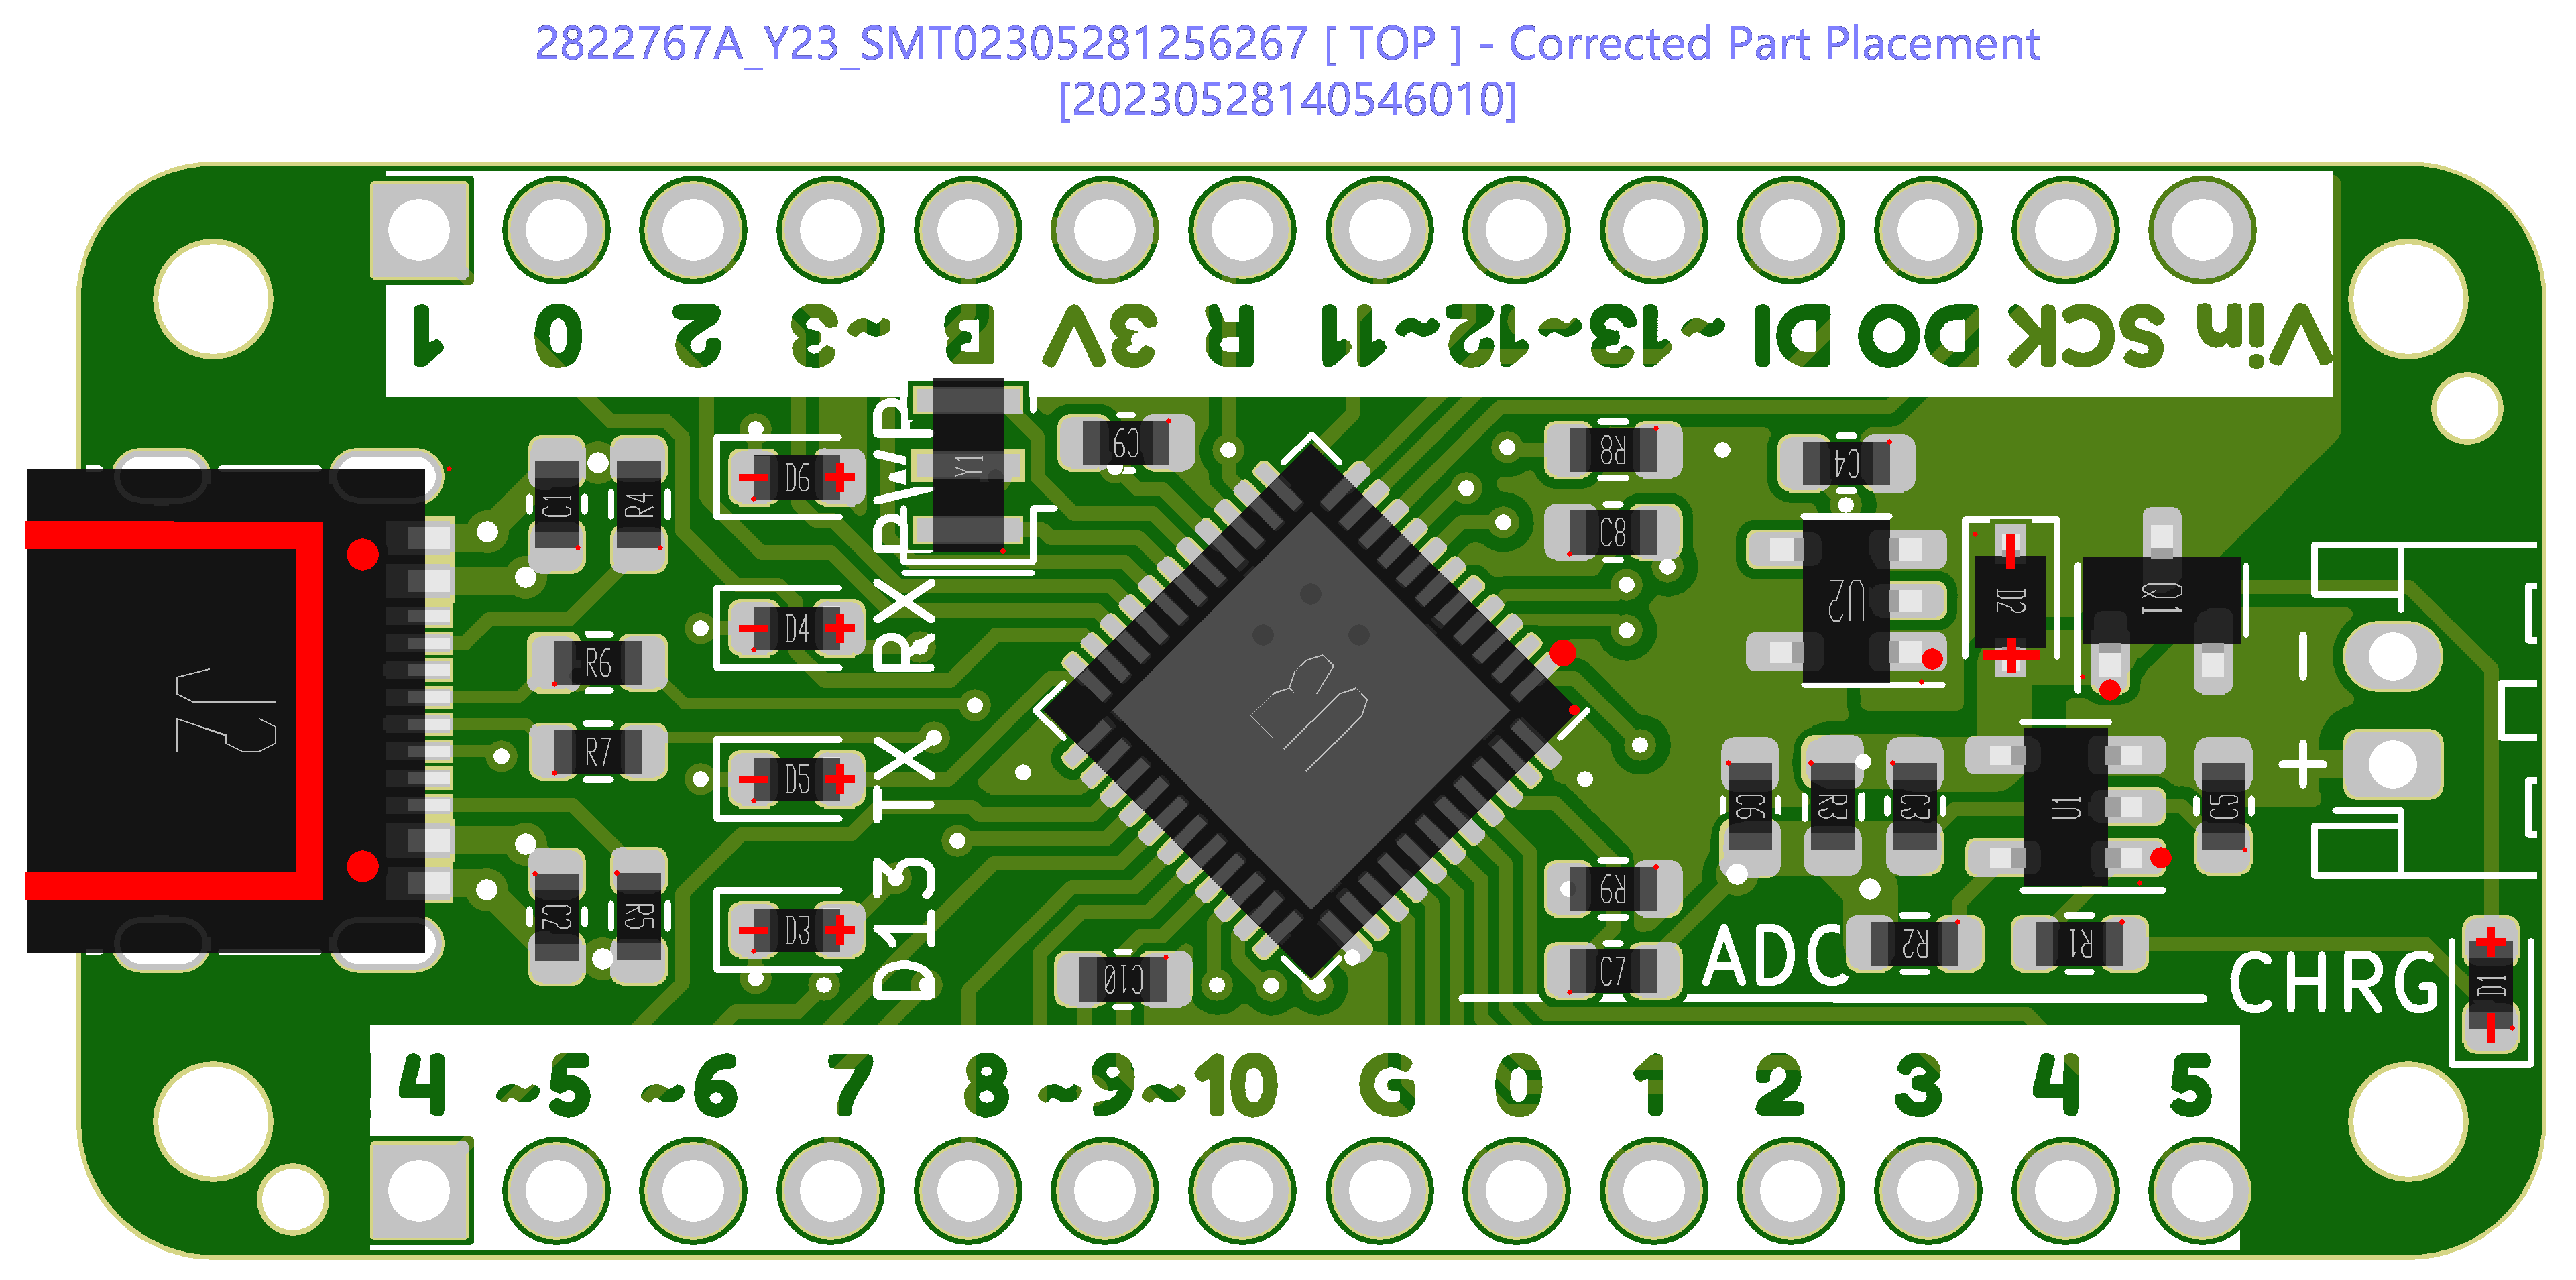 2822767A_Y23_SMT02305281256267 [ TOP ] - Corrected Part Placement
[20230528140546010]
Vin SCK DO DI ~13~12~11 R 3V B ~3 2 0 1
PWR
RX
TX
D13
J2
C1
R4
R6
R7
C2
R5
D6
D4
D5
D3
Y1
C9
C10
U3
R8
C8
R9
C7
C4
U2
D2
Q1
C6
R3
C3
U1
C5
R2
R1
D1
-
+
ADC
CHRG
4 ~5 ~6 7 8 ~9~10 G 0 1 2 3 4 5